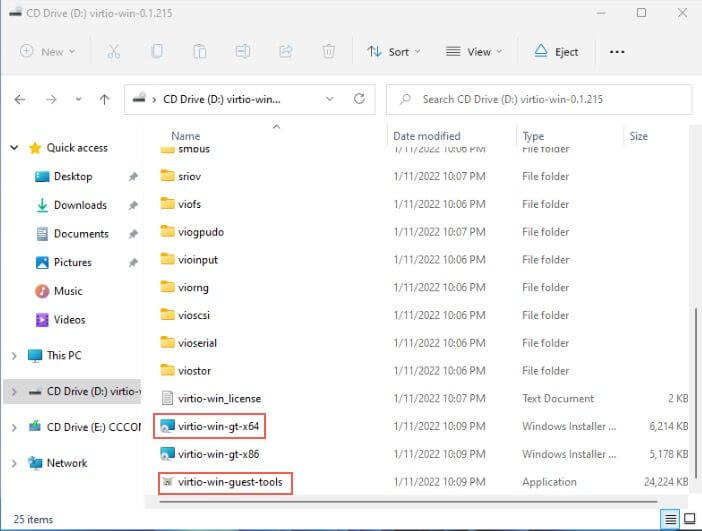 CD Drive (D:) virtio-win-0.1.215
New Sort View Eject
CD Drive (D:) virtio-win... Search CD Drive (D:) virtio-win-0.1.215
Name Date modified Type Size
Quick access
Desktop
Downloads
Documents
Pictures
Music
Videos
This PC
CD Drive (D:) virtio-w
CD Drive (E:) CCCO
Network
smbus 1/11/2022 10:06 PM File folder
sriov 1/11/2022 10:07 PM File folder
viofs 1/11/2022 10:06 PM File folder
viogpudo 1/11/2022 10:07 PM File folder
vioinput 1/11/2022 10:06 PM File folder
viorng 1/11/2022 10:06 PM File folder
vioscsi 1/11/2022 10:06 PM File folder
vioserial 1/11/2022 10:06 PM File folder
viostor 1/11/2022 10:06 PM File folder
virtio-win_license 1/11/2022 10:07 PM Text Document 2 KB
virtio-win-gt-x64 1/11/2022 10:09 PM Windows Installer ... 6,214 KB
virtio-win-gt-x86 1/11/2022 10:09 PM Windows Installer ... 5,178 KB
virtio-win-guest-tools 1/11/2022 10:09 PM Application 24,224 KB
25 items